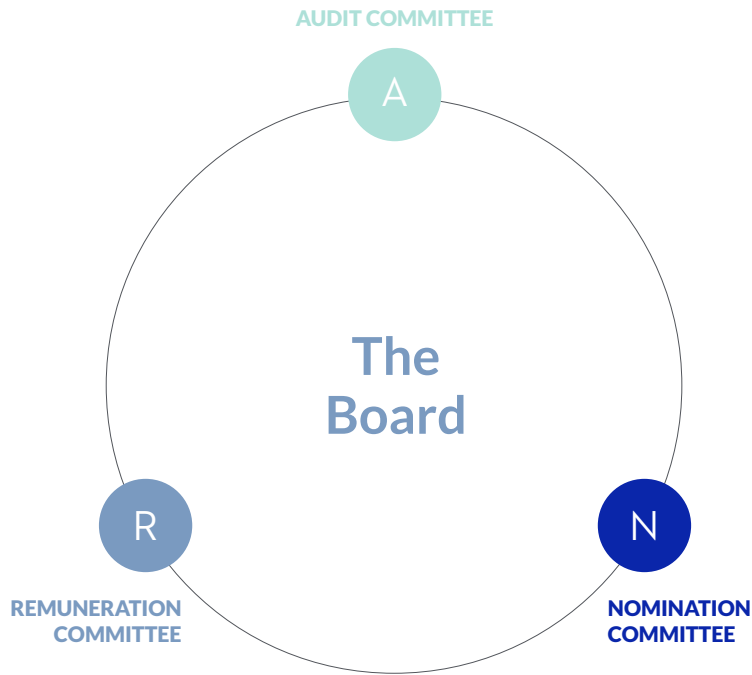 AUDIT COMMITTEE
A
The
Board
R
N
REMUNERATION
COMMITTEE
NOMINATION
COMMITTEE